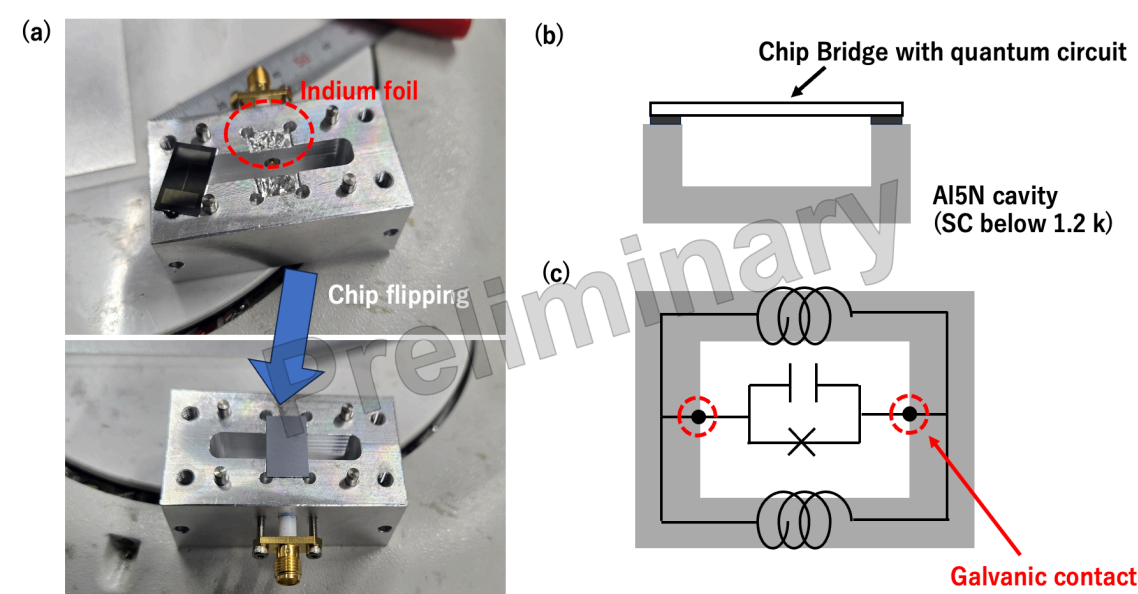 (a)
Indium foil
Chip flipping
(b)
Chip Bridge with quantum circuit
Al5N cavity
(SC below 1.2 k)
(c)
Galvanic contact
Preliminary